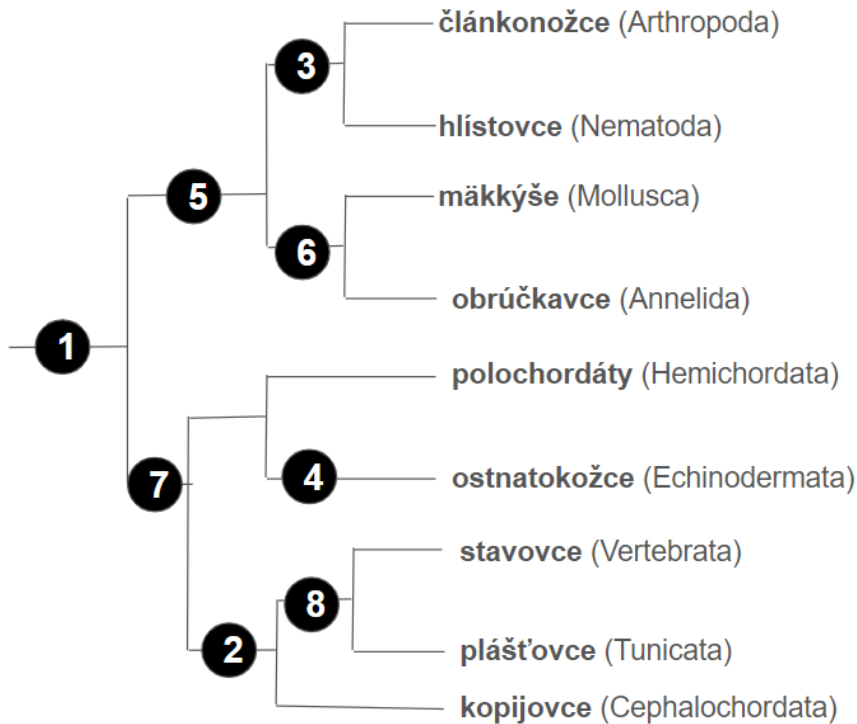 článkonožce (Arthropoda)
3
hlístovce (Nematoda)
5
mäkkýše (Mollusca)
6
obrúčkavce (Annelida)
1
polochordáty (Hemichordata)
7
4
ostnatokožce (Echinodermata)
stavovce (Vertebrata)
8
2
plášťovce (Tunicata)
kopijovce (Cephalochordata)